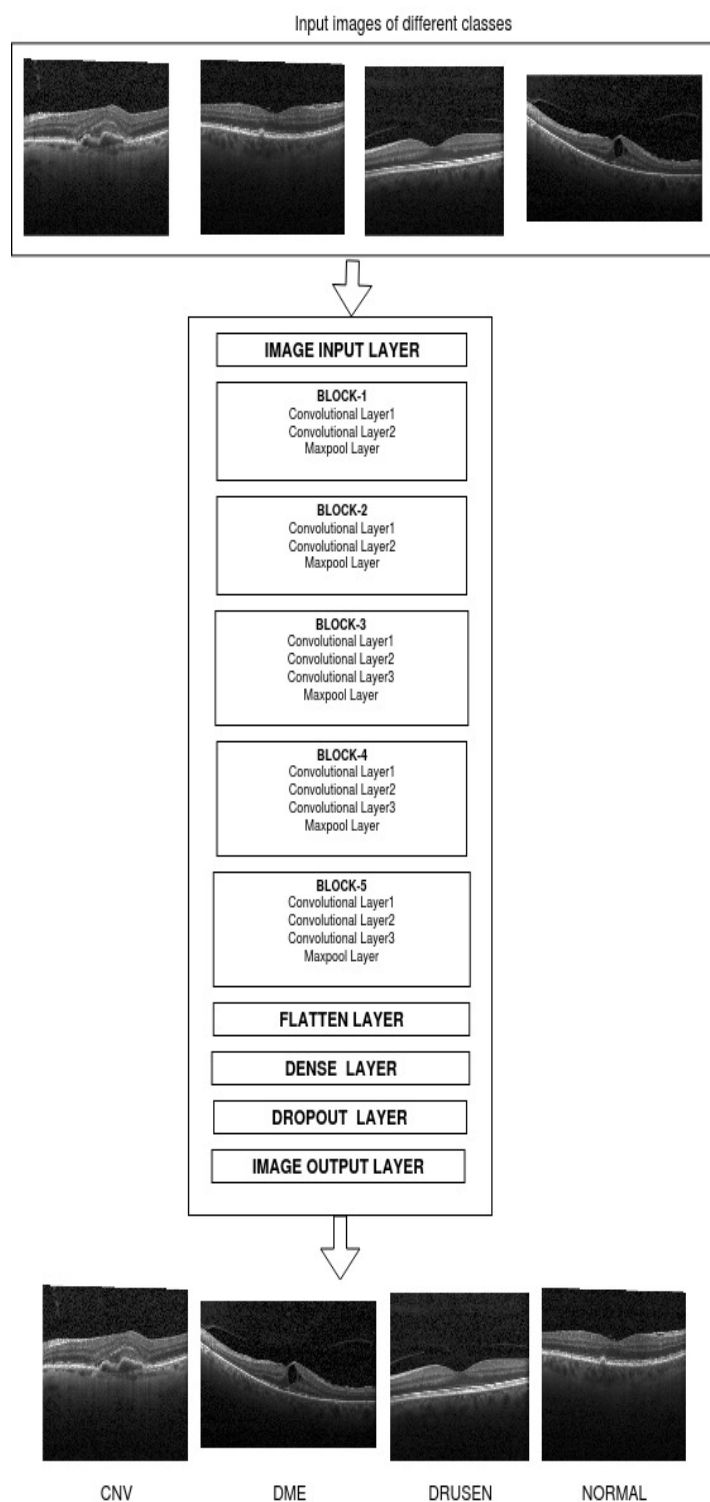 Input images of different classes
IMAGE INPUT LAYER
BLOCK-1
Convolutional Layer1
Convolutional Layer2
Maxpool Layer
BLOCK-2
Convolutional Layer1
Convolutional Layer2
Maxpool Layer
BLOCK-3
Convolutional Layer1
Convolutional Layer2
Convolutional Layer3
Maxpool Layer
BLOCK-4
Convolutional Layer1
Convolutional Layer2
Convolutional Layer3
Maxpool Layer
BLOCK-5
Convolutional Layer1
Convolutional Layer2
Convolutional Layer3
Maxpool Layer
FLATTEN LAYER
DENSE LAYER
DROPOUT LAYER
IMAGE OUTPUT LAYER
CNV DME DRUSEN NORMAL